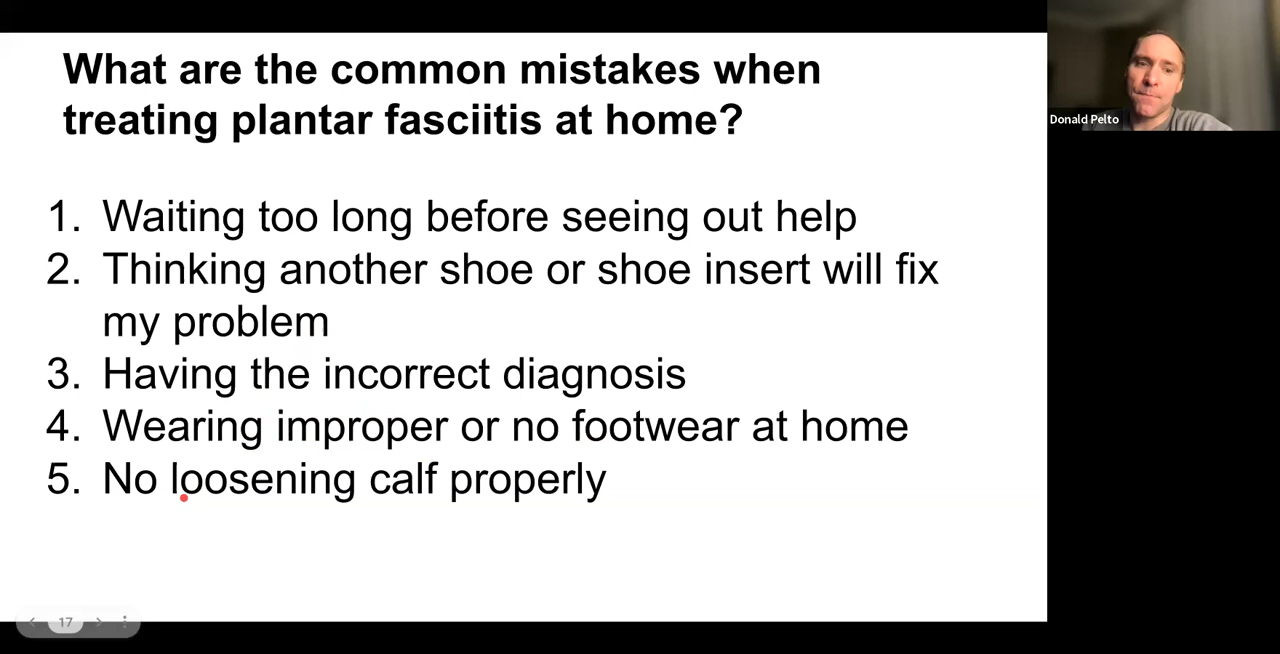 What are the common mistakes when
treating plantar fasciitis at home?
1. Waiting too long before seeing out help
2. Thinking another shoe or shoe insert will fix
my problem
3. Having the incorrect diagnosis
4. Wearing improper or no footwear at home
5. No loosening calf properly
Donald Pelto
17